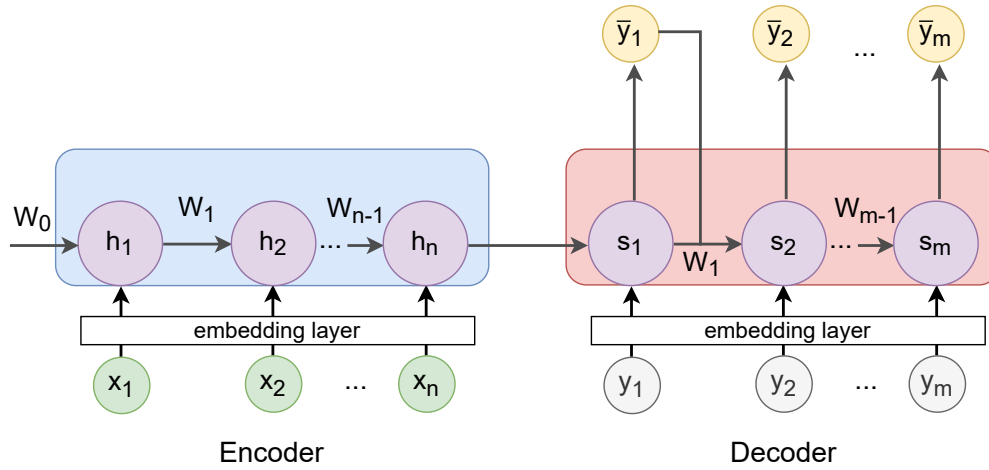 ȳ₁ ȳ₂ ... ȳₘ
W₀ W₁ Wₙ₋₁ Wₘ₋₁
h₁ h₂ ... hₙ s₁ W₁ s₂ ... sₘ
embedding layer embedding layer
x₁ x₂ ... xₙ y₁ y₂ ... yₘ
Encoder Decoder